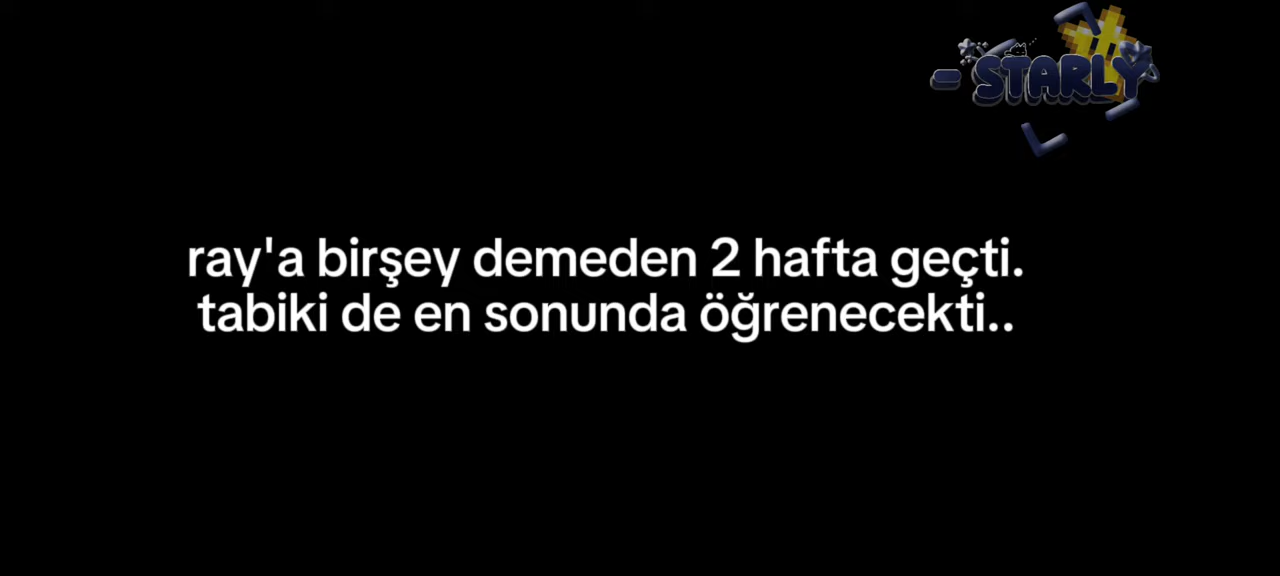 - STARLY
ray'a birşey demeden 2 hafta geçti.
tabiki de en sonunda öğrenecekti..